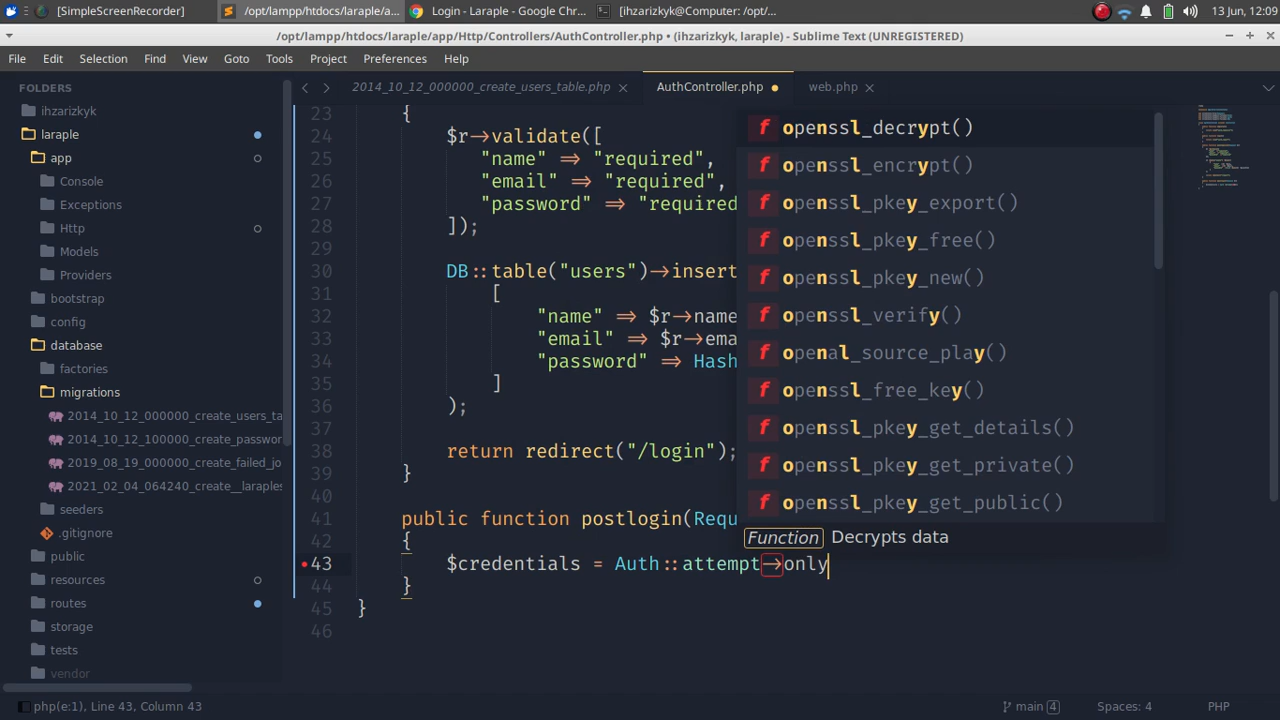 [SimpleScreenRecorder] /opt/lampp/htdocs/laraple/a... Login - Laraple - Google Chr... [ihzarizkyk@Computer: /opt/... 13 Jun, 12:09
/opt/lampp/htdocs/laraple/app/Http/Controllers/AuthController.php • (ihzarizkyk, laraple) - Sublime Text (UNREGISTERED)
File Edit Selection Find View Goto Tools Project Preferences Help
FOLDERS
ihzarizkyk
laraple
app
Console
Exceptions
Http
Models
Providers
bootstrap
config
database
factories
migrations
2014_10_12_000000_create_users_ta
2014_10_12_100000_create_passwor
2019_08_19_000000_create_failed_jo
2021_02_04_064240_create__laraples
seeders
.gitignore
public
resources
routes
storage
tests
vendor
2014_10_12_000000_create_users_table.php AuthController.php web.php
23 {
24 $r->validate([
25 "name" => "required",
26 "email" => "required",
27 "password" => "required
28 ]);
29
30 DB::table("users")->insert
31 [
32 "name" => $r->name
33 "email" => $r->ema
34 "password" => Hash
35 ]
36 );
37
38 return redirect("/login");
39 }
40
41 public function postlogin(Requ
42 {
43 $credentials = Auth::attempt->only
44 }
45 }
46
f openssl_decrypt()
f openssl_encrypt()
f openssl_pkey_export()
f openssl_pkey_free()
f openssl_pkey_new()
f openssl_verify()
f openal_source_play()
f openssl_free_key()
f openssl_pkey_get_details()
f openssl_pkey_get_private()
f openssl_pkey_get_public()
Function Decrypts data
php(e:1), Line 43, Column 43 main 4 Spaces: 4 PHP